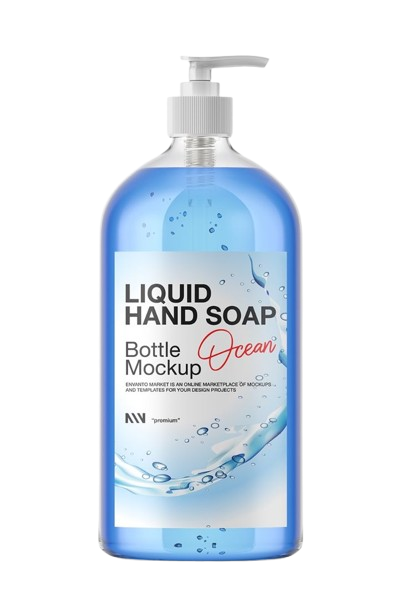 LIQUID
HAND SOAP
Ocean
Bottle
Mockup
ENVANTO MARKET IS AN ONLINE MARKETPLACE OF MOCKUPS
AND TEMPLATES FOR YOUR DESIGN PROJECTS
"premium"